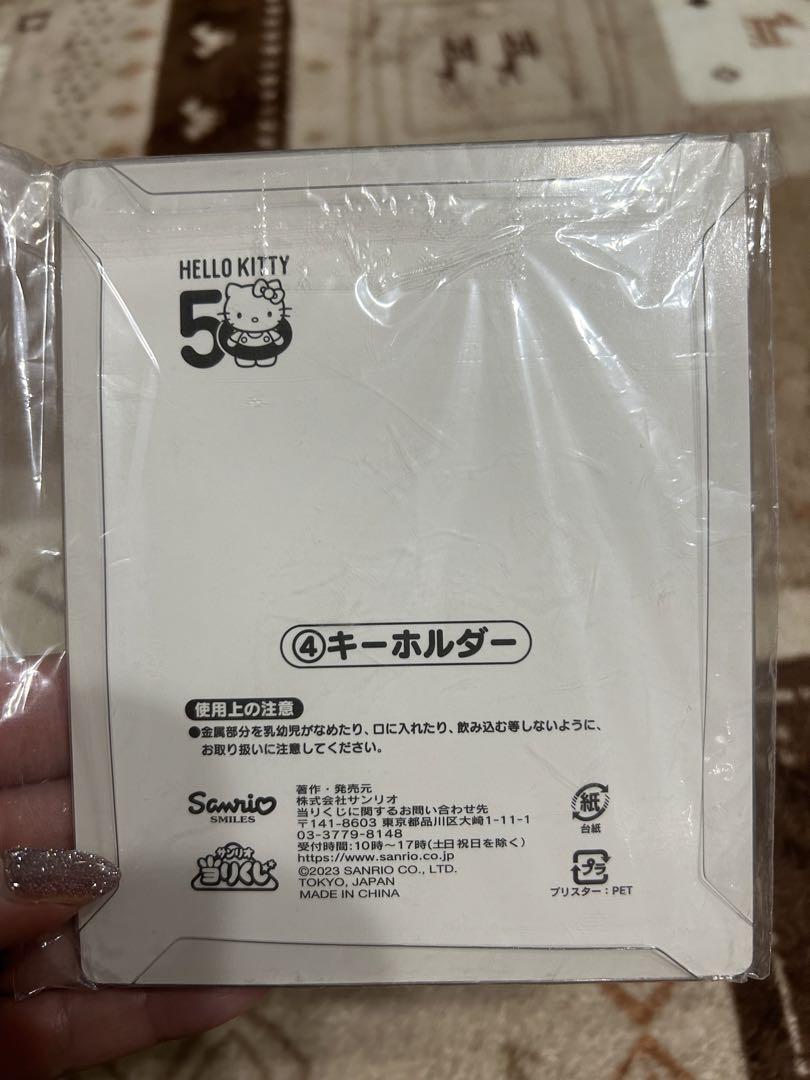 HELLO KITTY
50
④キーホルダー
使用上の注意
●金属部分を乳幼児がなめたり、口に入れたり、飲み込む等しないように、
お取り扱いに注意してください。
Sanrio
SMILES
サンリオ
当りくじ
著作・発売元
株式会社サンリオ
当りくじに関するお問い合わせ先
〒141-8603 東京都品川区大崎1-11-1
03-3779-8148
受付時間:10時〜17時(土日祝日を除く)
https://www.sanrio.co.jp
©2023 SANRIO CO., LTD.
TOKYO, JAPAN
MADE IN CHINA
紙
台紙
プラ
ブリスター:PET